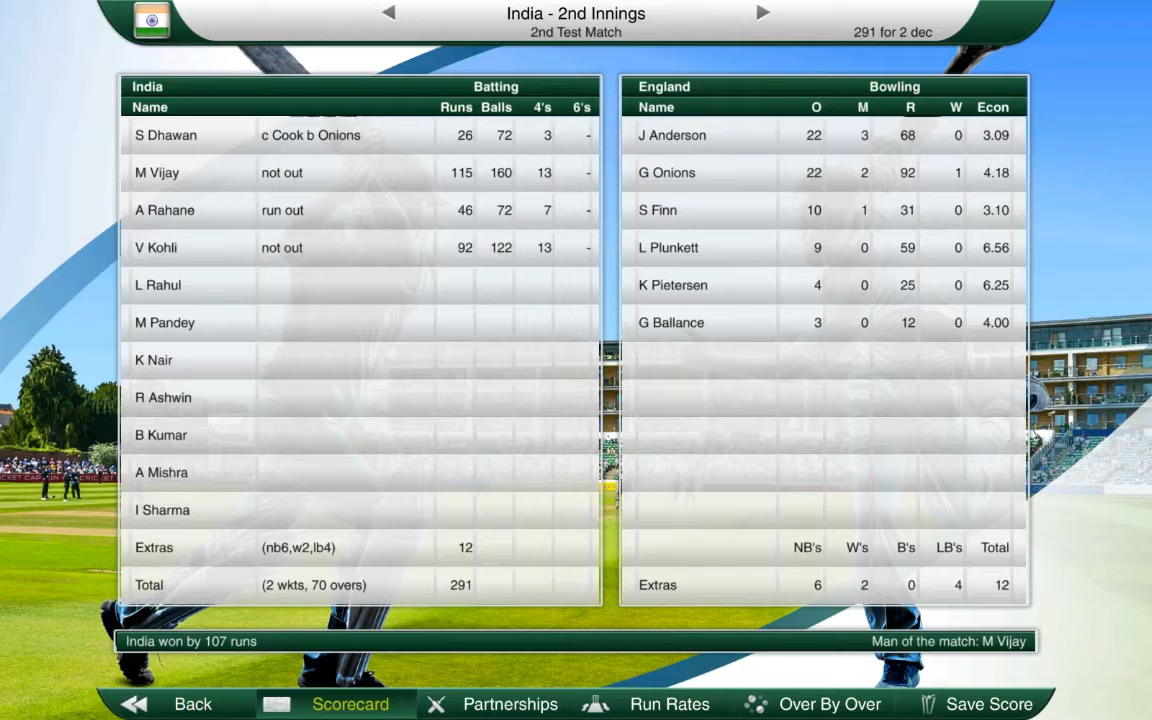 India - 2nd Innings
2nd Test Match
291 for 2 dec
India Batting
Name Runs Balls 4's 6's
S Dhawan c Cook b Onions 26 72 3 -
M Vijay not out 115 160 13 -
A Rahane run out 46 72 7 -
V Kohli not out 92 122 13 -
L Rahul
M Pandey
K Nair
R Ashwin
B Kumar
A Mishra
I Sharma
Extras (nb6,w2,lb4) 12
Total (2 wkts, 70 overs) 291
England Bowling
Name O M R W Econ
J Anderson 22 3 68 0 3.09
G Onions 22 2 92 1 4.18
S Finn 10 1 31 0 3.10
L Plunkett 9 0 59 0 6.56
K Pietersen 4 0 25 0 6.25
G Ballance 3 0 12 0 4.00
NB's W's B's LB's Total
Extras 6 2 0 4 12
India won by 107 runs
Man of the match: M Vijay
Back Scorecard Partnerships Run Rates Over By Over Save Score